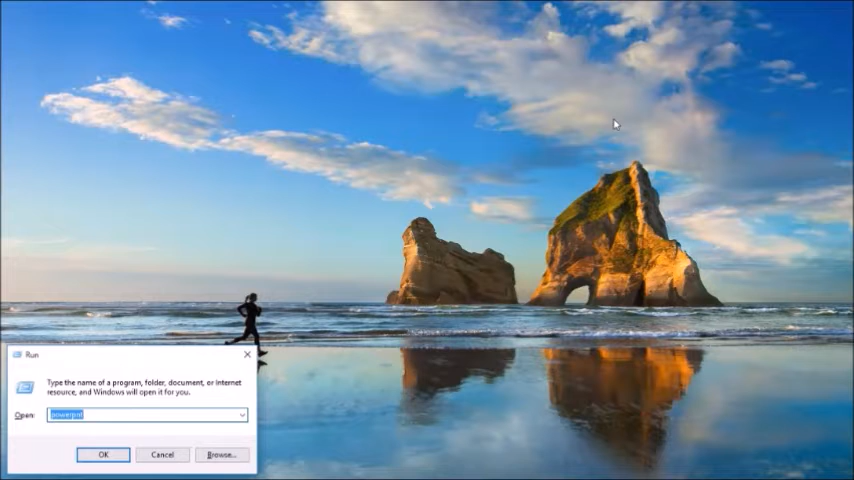 Run
Type the name of a program, folder, document, or Internet
resource, and Windows will open it for you.
Open: powerpnt
OK Cancel Browse...